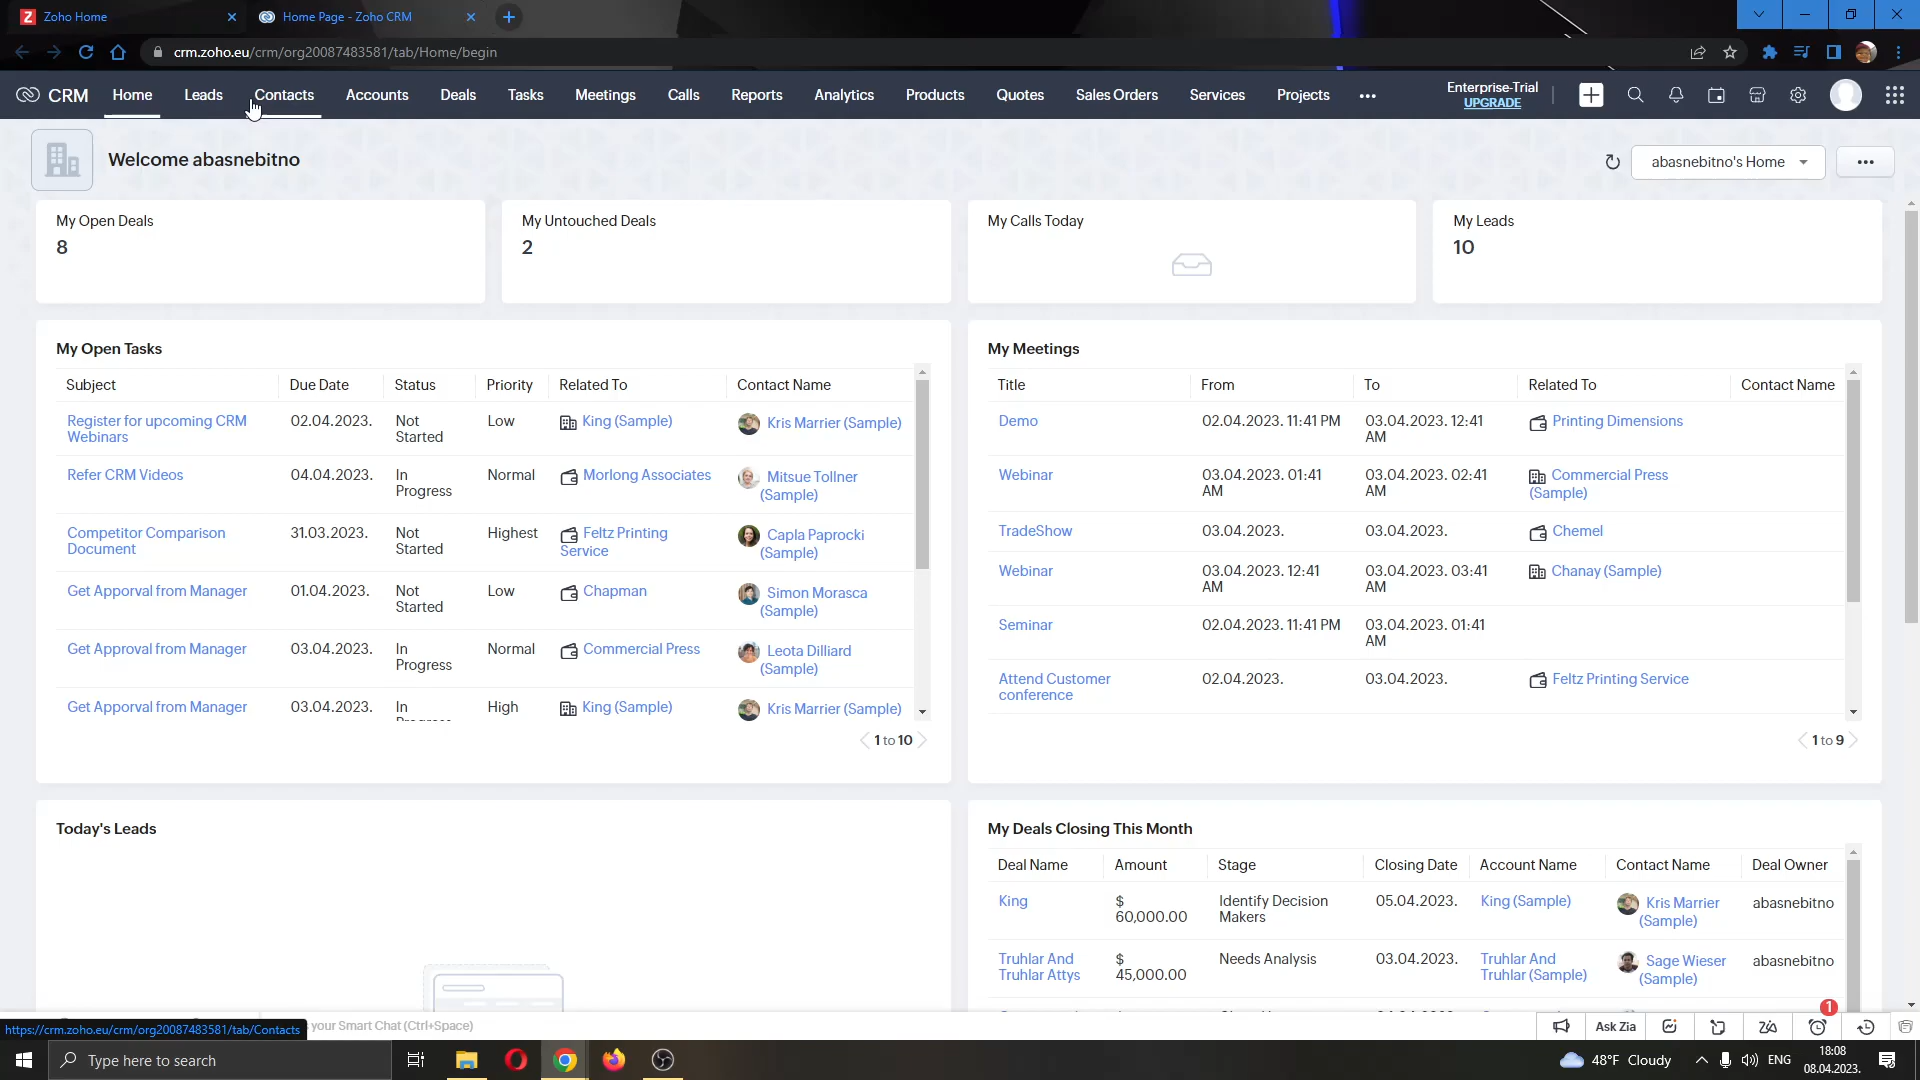 Zoho Home
Home Page - Zoho CRM
crm.zoho.eu/crm/org20087483581/tab/Home/begin
CRM Home Leads Contacts Accounts Deals Tasks Meetings Calls Reports Analytics Products Quotes Sales Orders Services Projects ••• Enterprise-Trial
UPGRADE
Welcome abasnebitno
abasnebitno's Home
My Open Deals
8
My Untouched Deals
2
My Calls Today
My Leads
10
My Open Tasks
Subject Due Date Status Priority Related To Contact Name
Register for upcoming CRM Webinars 02.04.2023. Not Started Low King (Sample) Kris Marrier (Sample)
Refer CRM Videos 04.04.2023. In Progress Normal Morlong Associates Mitsue Tollner (Sample)
Competitor Comparison Document 31.03.2023. Not Started Highest Feltz Printing Service Capla Paprocki (Sample)
Get Apporval from Manager 01.04.2023. Not Started Low Chapman Simon Morasca (Sample)
Get Approval from Manager 03.04.2023. In Progress Normal Commercial Press Leota Dilliard (Sample)
Get Apporval from Manager 03.04.2023. In Progress High King (Sample) Kris Marrier (Sample)
1 to 10
My Meetings
Title From To Related To Contact Name
Demo 02.04.2023. 11:41 PM 03.04.2023. 12:41 AM Printing Dimensions
Webinar 03.04.2023. 01:41 AM 03.04.2023. 02:41 AM Commercial Press (Sample)
TradeShow 03.04.2023. 03.04.2023. Chemel
Webinar 03.04.2023. 12:41 AM 03.04.2023. 03:41 AM Chanay (Sample)
Seminar 02.04.2023. 11:41 PM 03.04.2023. 01:41 AM
Attend Customer conference 02.04.2023. 03.04.2023. Feltz Printing Service
1 to 9
Today's Leads
My Deals Closing This Month
Deal Name Amount Stage Closing Date Account Name Contact Name Deal Owner
King $ 60,000.00 Identify Decision Makers 05.04.2023. King (Sample) Kris Marrier (Sample) abasnebitno
Truhlar And Truhlar Attys $ 45,000.00 Needs Analysis 03.04.2023. Truhlar And Truhlar (Sample) Sage Wieser (Sample) abasnebitno
https://crm.zoho.eu/crm/org20087483581/tab/Contacts
your Smart Chat (Ctrl+Space)
Ask Zia
1
Type here to search
48°F Cloudy
ENG
18:08
08.04.2023.